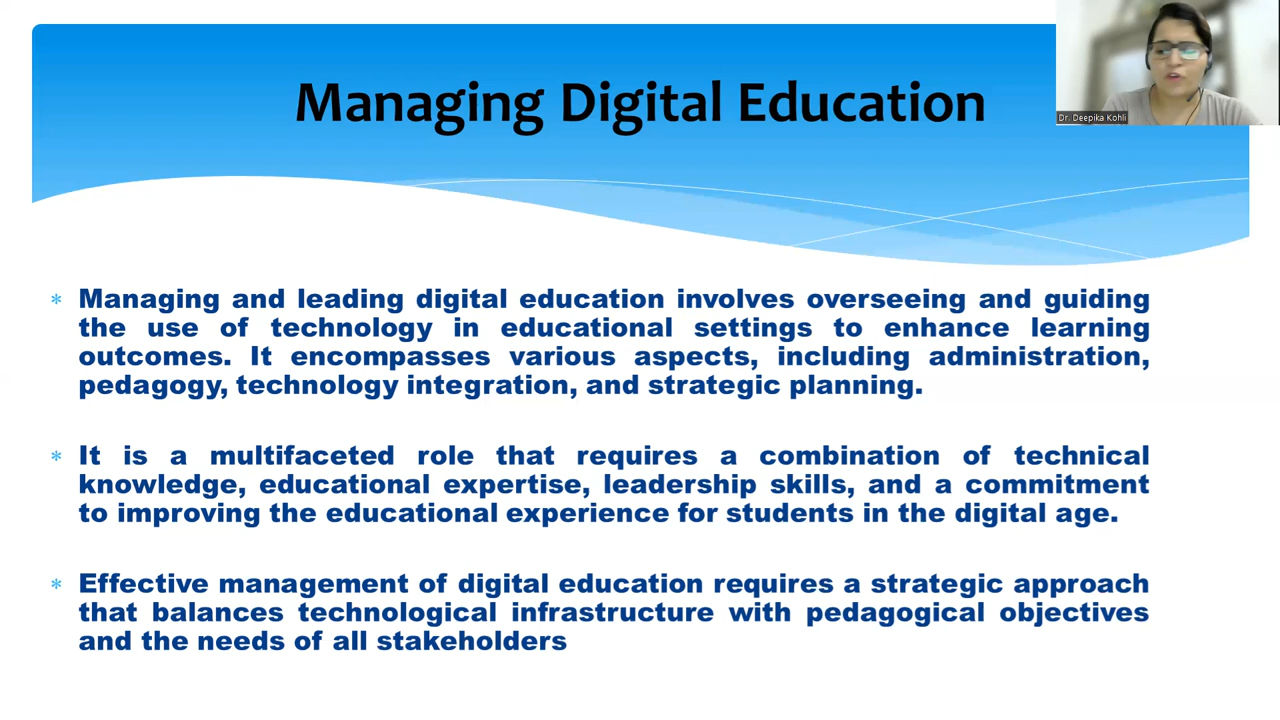 Managing Digital Education
Dr. Deepika Kohli
* Managing and leading digital education involves overseeing and guiding
the use of technology in educational settings to enhance learning
outcomes. It encompasses various aspects, including administration,
pedagogy, technology integration, and strategic planning.
* It is a multifaceted role that requires a combination of technical
knowledge, educational expertise, leadership skills, and a commitment
to improving the educational experience for students in the digital age.
* Effective management of digital education requires a strategic approach
that balances technological infrastructure with pedagogical objectives
and the needs of all stakeholders